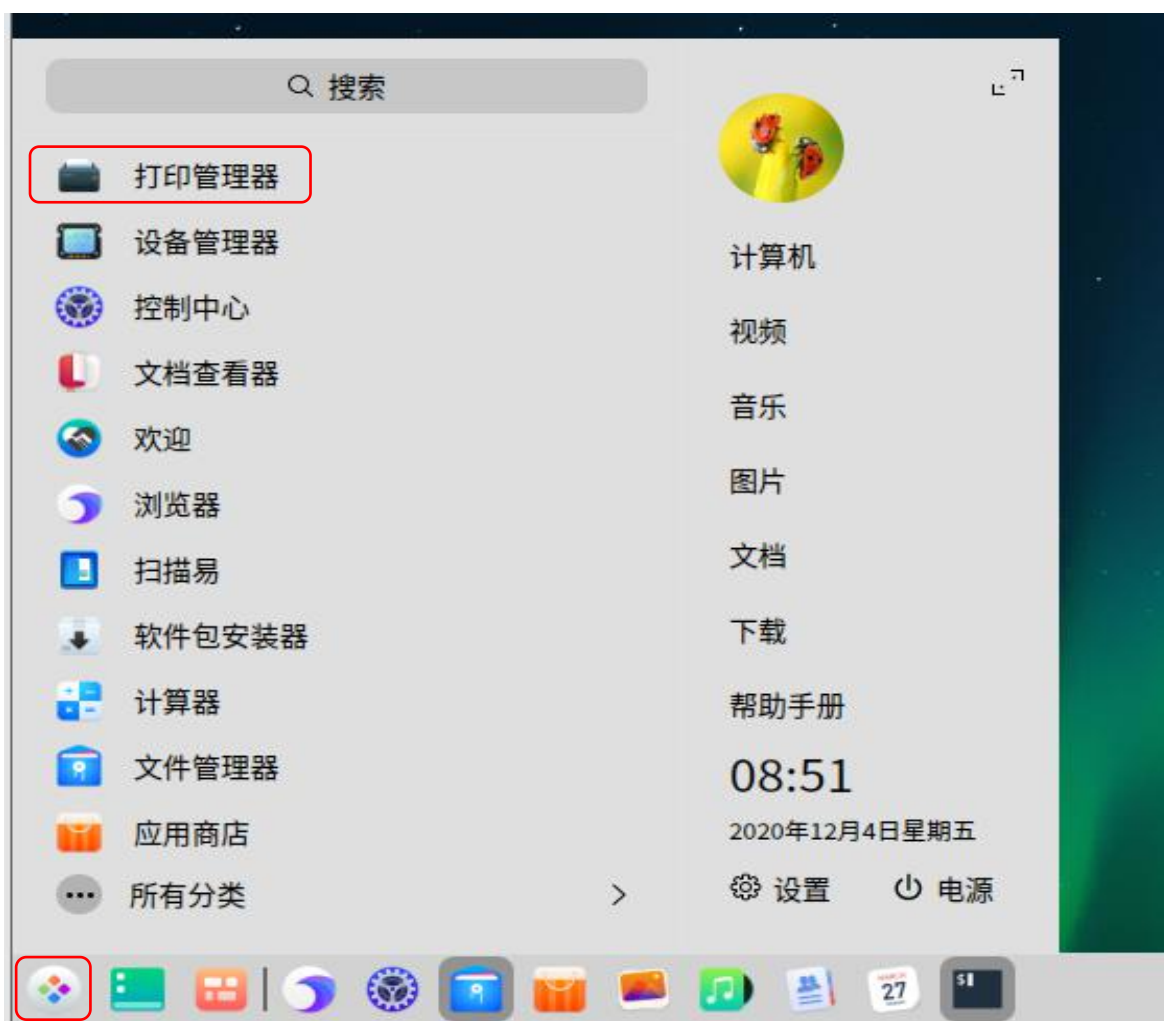 搜索
打印管理器
设备管理器
控制中心
文档查看器
欢迎
浏览器
扫描易
软件包安装器
计算器
文件管理器
应用商店
所有分类
计算机
视频
音乐
图片
文档
下载
帮助手册
08:51
2020年12月4日星期五
设置 电源
MARCH
27
$